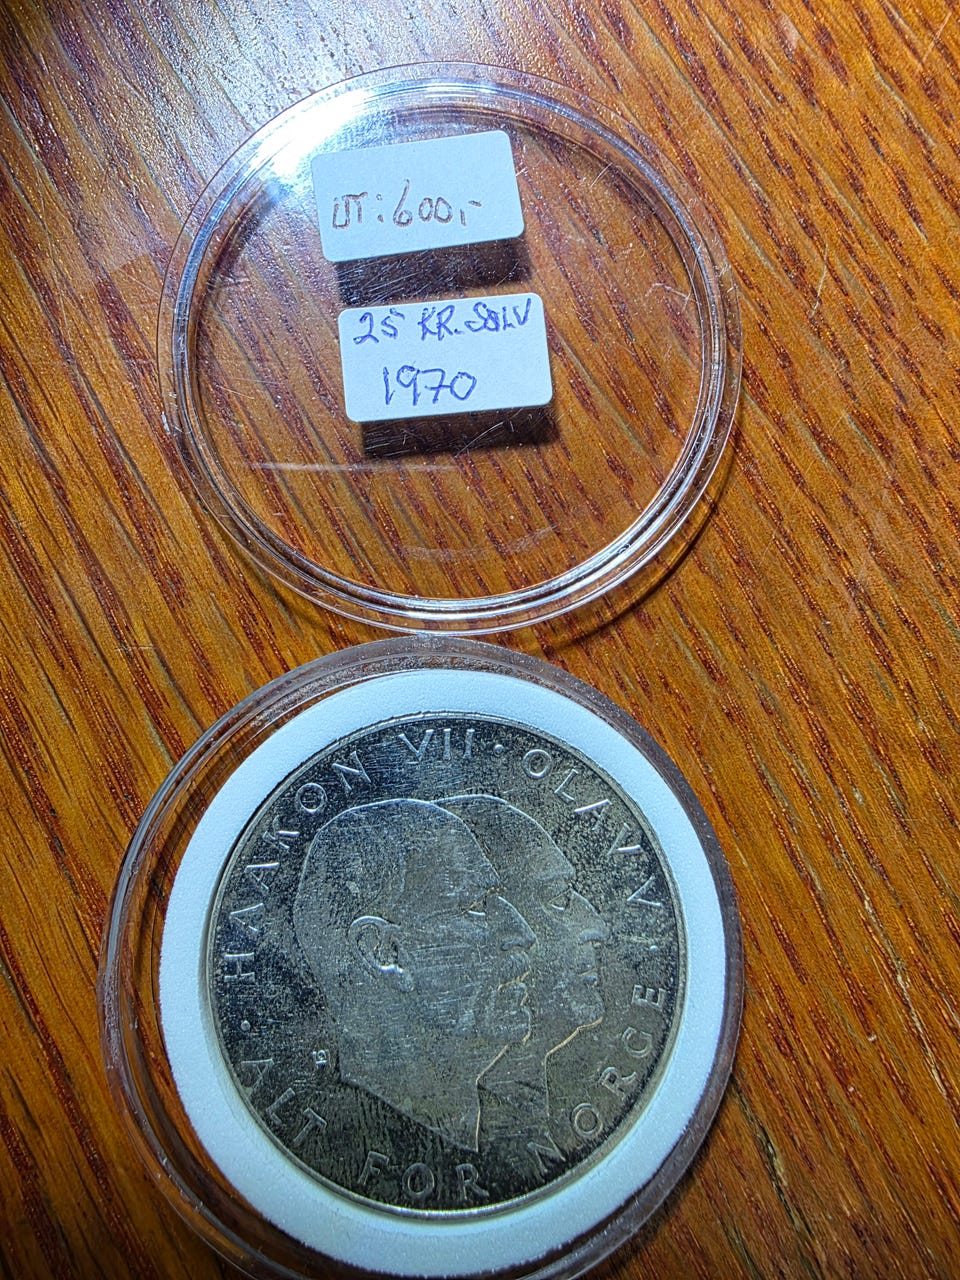 UT: 600,-
25 KR. SØLV
1970
· HAAKON VII · OLAV V ·
ALT FOR NORGE